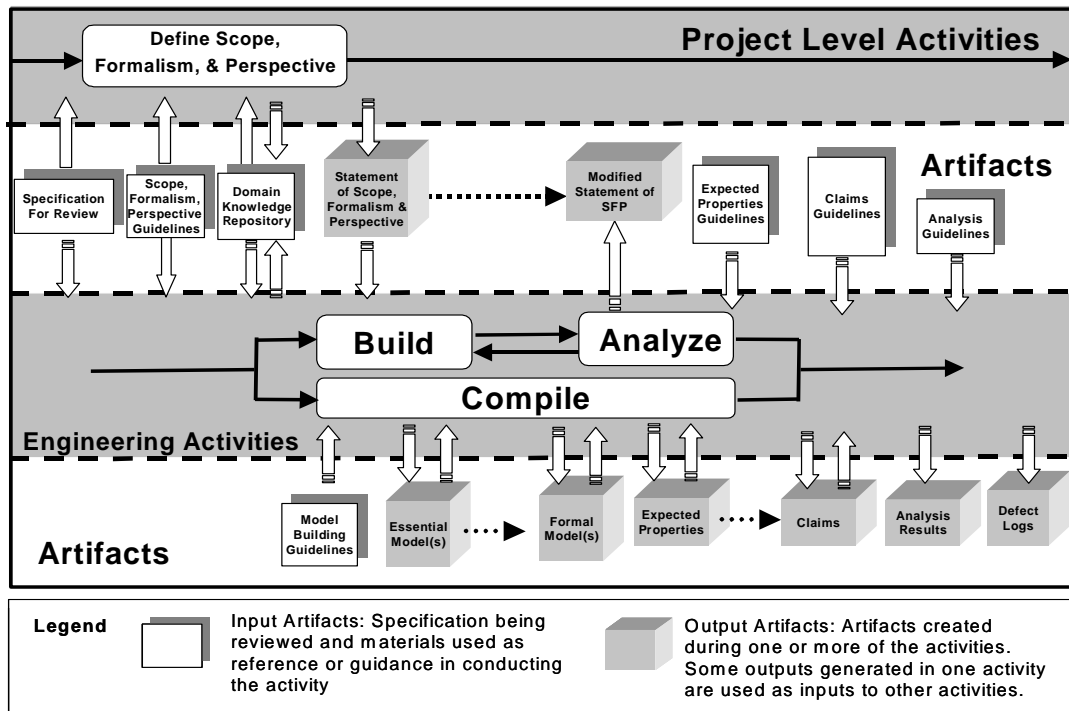 Define Scope,
Formalism, & Perspective
Project Level Activities
Specification
For Review
Scope,
Formalism,
Perspective
Guidelines
Domain
Knowledge
Repository
Statement
of Scope,
Formalism &
Perspective
Modified
Statement of
SFP
Expected
Properties
Guidelines
Claims
Guidelines
Artifacts
Analysis
Guidelines
Build
Analyze
Compile
Engineering Activities
Artifacts
Model
Building
Guidelines
Essential
Model(s)
Formal
Model(s)
Expected
Properties
Claims
Analysis
Results
Defect
Logs
Legend
Input Artifacts: Specification being
reviewed and materials used as
reference or guidance in conducting
the activity
Output Artifacts: Artifacts created
during one or more of the activities.
Some outputs generated in one activity
are used as inputs to other activities.